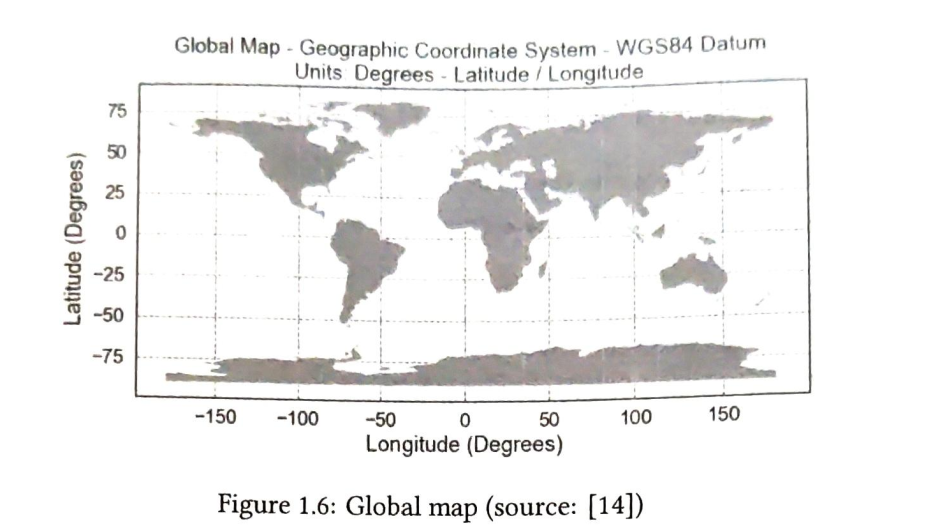 Global Map - Geographic Coordinate System - WGS84 Datum
Units Degrees - Latitude / Longitude
Latitude (Degrees)
75
50
25
0
−25
−50
−75
−150 −100 −50 0 50 100 150
Longitude (Degrees)
Figure 1.6: Global map (source: [14])